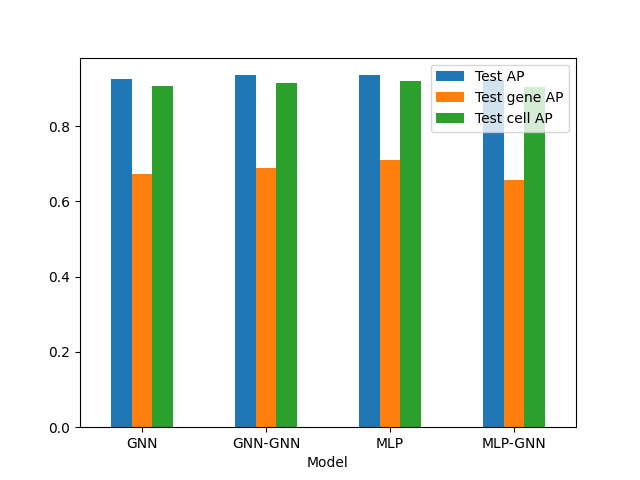 Test AP
Test gene AP
Test cell AP
0.8
0.6
0.4
0.2
0.0
GNN
GNN-GNN
MLP
MLP-GNN
Model